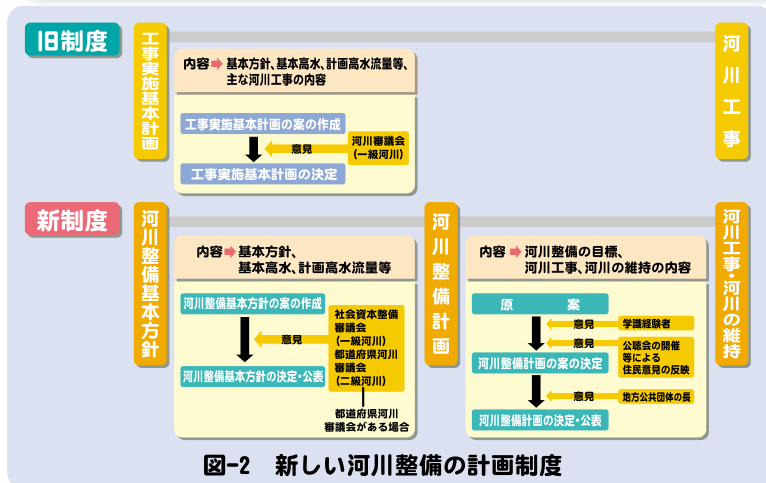 旧制度
工事実施基本計画
内容➡基本方針、基本高水、計画高水流量等、
主な河川工事の内容
工事実施基本計画の案の作成
意見
河川審議会
(一級河川)
工事実施基本計画の決定
河川工事
新制度
河川整備基本方針
内容➡基本方針、
基本高水、計画高水流量等
河川整備基本方針の案の作成
意見
社会資本整備
審議会
(一級河川)
都道府県河川
審議会
(二級河川)
河川整備基本方針の決定・公表
都道府県河川
審議会がある場合
河川整備計画
内容➡河川整備の目標、
河川工事、河川の維持の内容
原 案
意見
学識経験者
意見
公聴会の開催
等による
住民意見の反映
河川整備計画の案の決定
意見
地方公共団体の長
河川整備計画の決定・公表
河川工事・河川の維持
図-2 新しい河川整備の計画制度